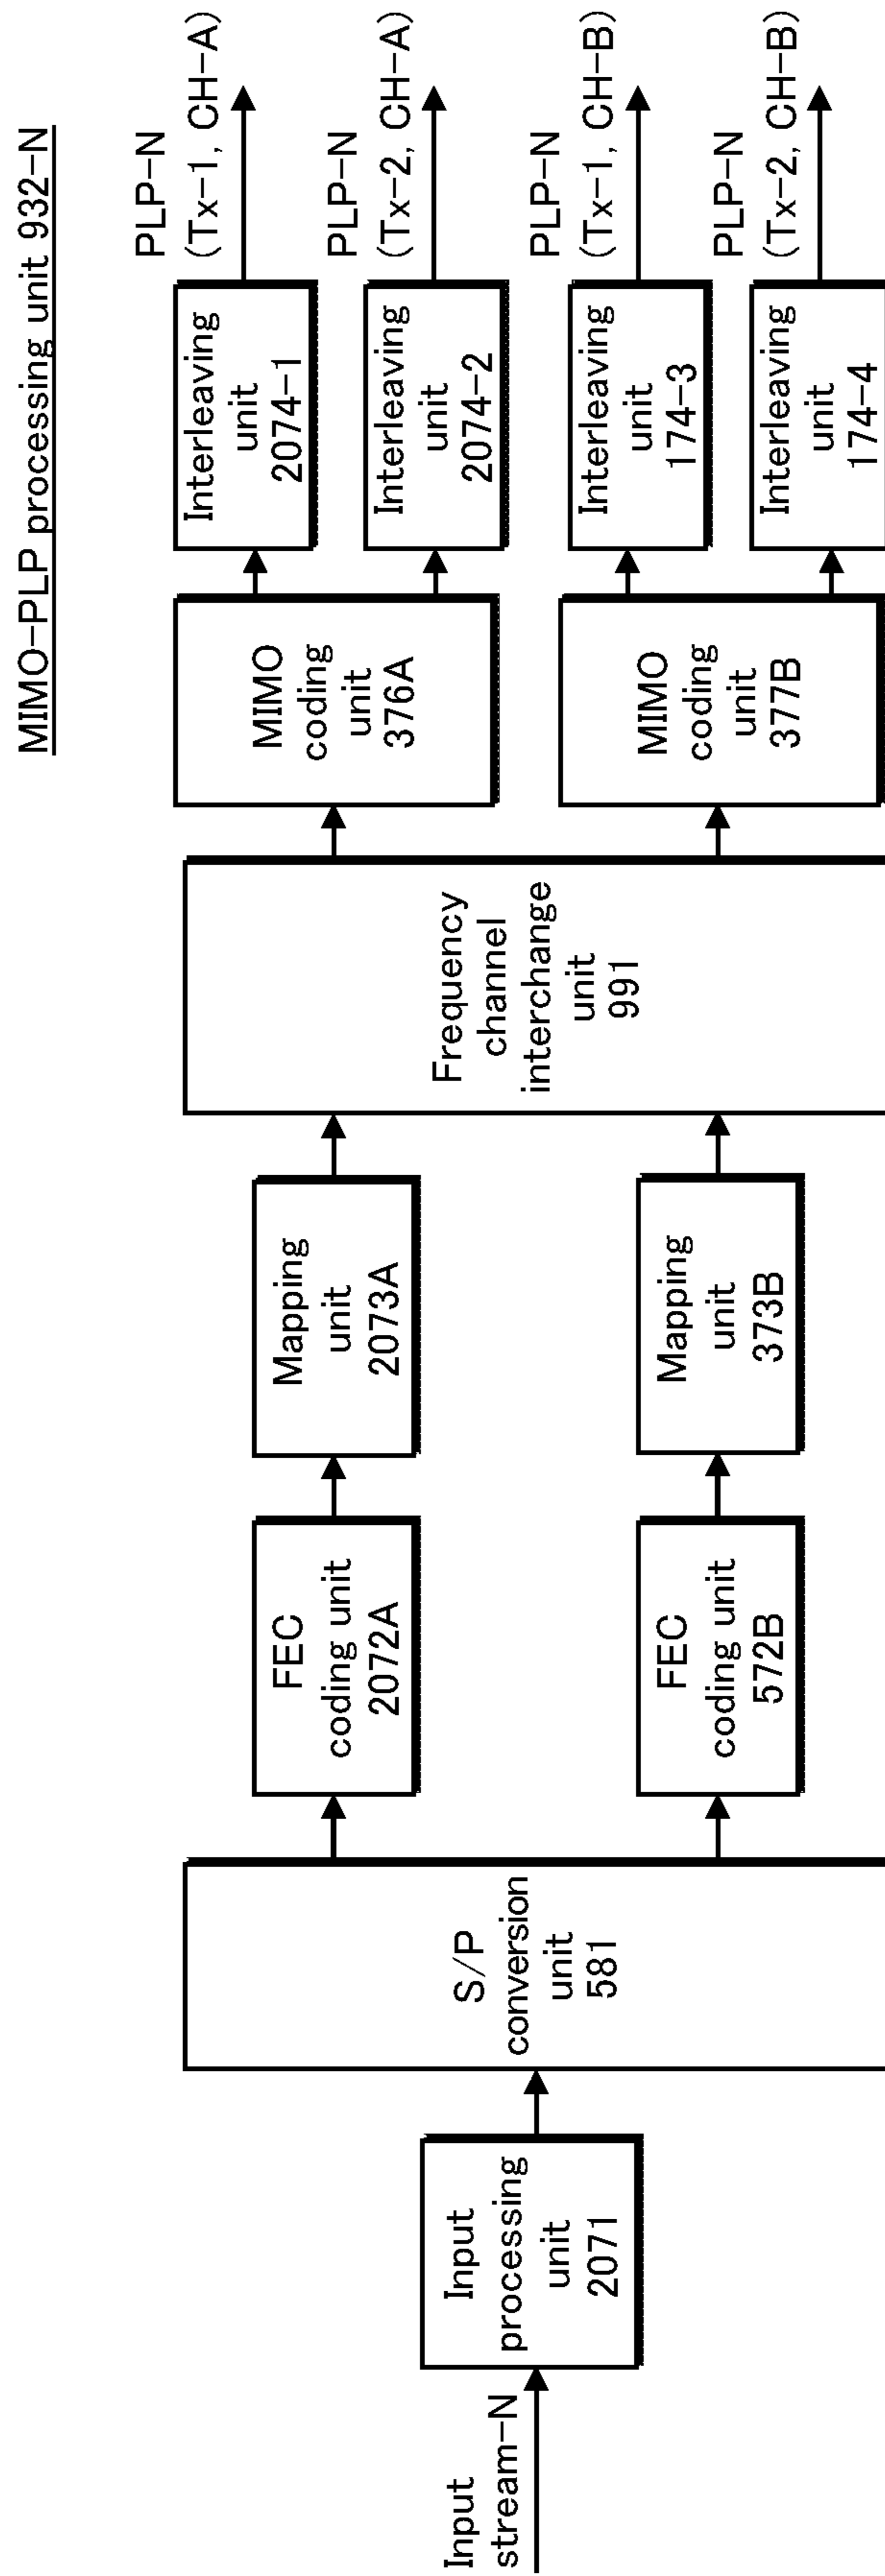 MIMO-PLP processing unit 932-N
Input
stream-N
Input
processing
unit
2071
S/P
conversion
unit
581
FEC
coding unit
2072A
Mapping
unit
2073A
FEC
coding unit
572B
Mapping
unit
373B
Frequency
channel
interchange
unit
991
MIMO
coding
unit
376A
MIMO
coding
unit
377B
Interleaving
unit
2074-1
PLP-N
(Tx-1, CH-A)
Interleaving
unit
2074-2
PLP-N
(Tx-2, CH-A)
Interleaving
unit
174-3
PLP-N
(Tx-1, CH-B)
Interleaving
unit
174-4
PLP-N
(Tx-2, CH-B)